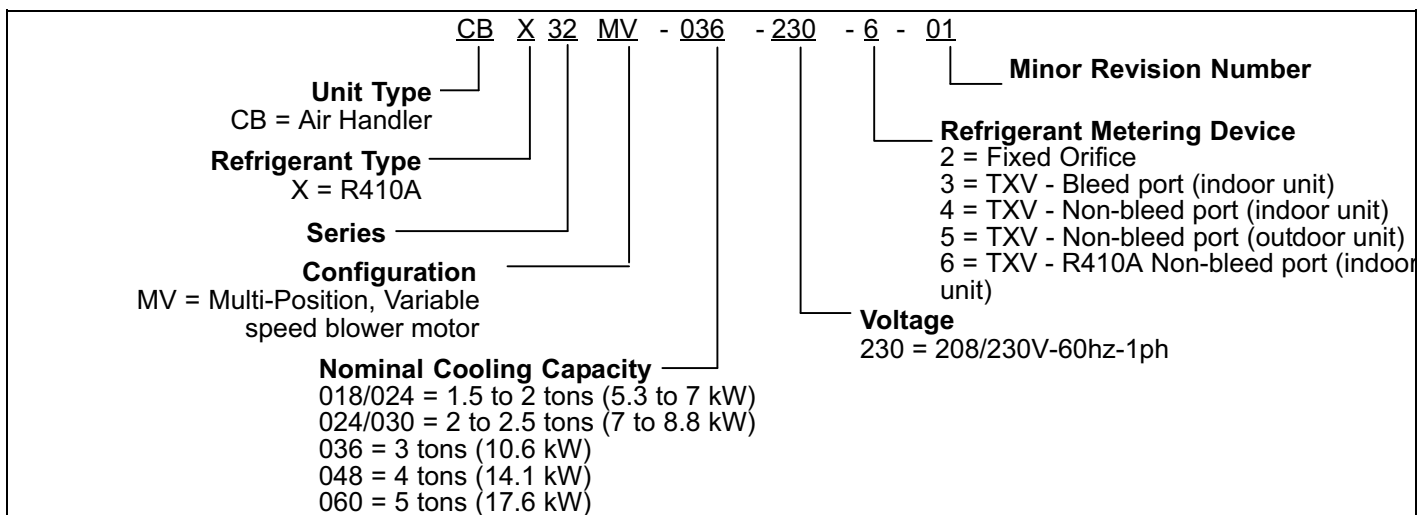 CB X 32 MV - 036 - 230 - 6 - 01
Minor Revision Number
Unit Type
CB = Air Handler
Refrigerant Metering Device
2 = Fixed Orifice
3 = TXV - Bleed port (indoor unit)
4 = TXV - Non-bleed port (indoor unit)
5 = TXV - Non-bleed port (outdoor unit)
6 = TXV - R410A Non-bleed port (indoor
unit)
Refrigerant Type
X = R410A
Series
Configuration
MV = Multi-Position, Variable
speed blower motor
Voltage
230 = 208/230V-60hz-1ph
Nominal Cooling Capacity
018/024 = 1.5 to 2 tons (5.3 to 7 kW)
024/030 = 2 to 2.5 tons (7 to 8.8 kW)
036 = 3 tons (10.6 kW)
048 = 4 tons (14.1 kW)
060 = 5 tons (17.6 kW)